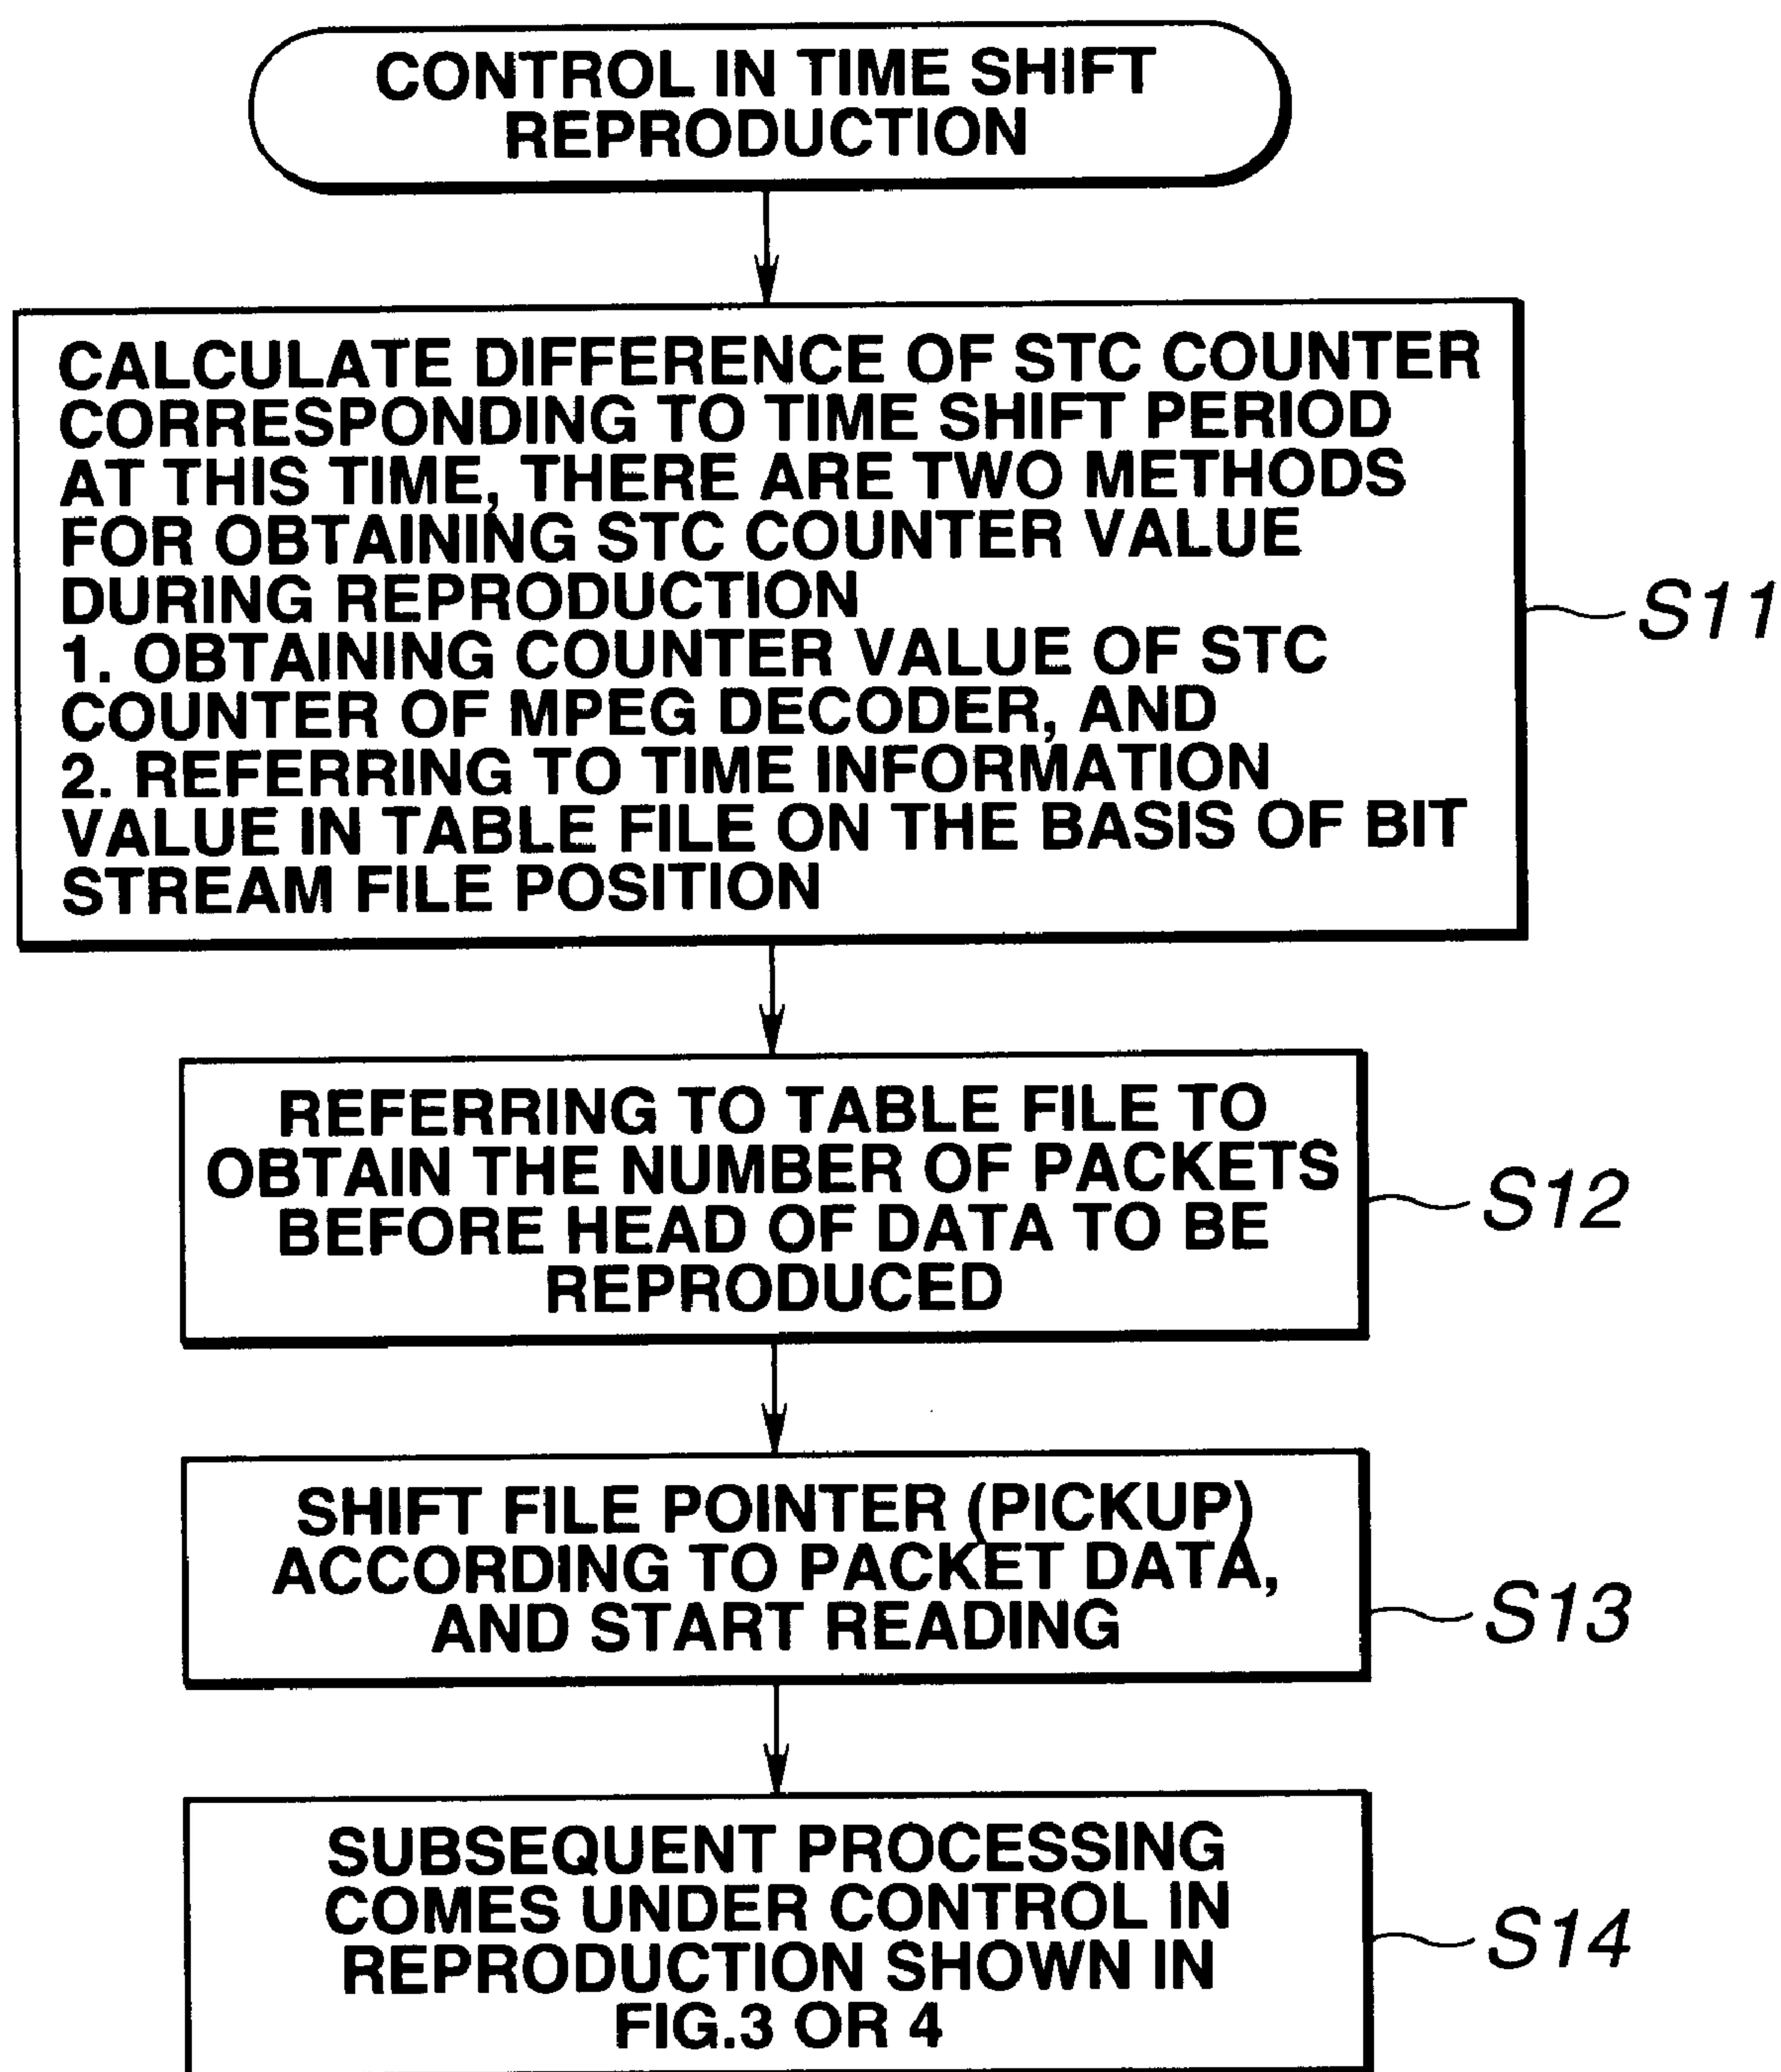 CONTROL IN TIME SHIFT
REPRODUCTION
CALCULATE DIFFERENCE OF STC COUNTER
CORRESPONDING TO TIME SHIFT PERIOD
AT THIS TIME, THERE ARE TWO METHODS
FOR OBTAINING STC COUNTER VALUE
DURING REPRODUCTION
1. OBTAINING COUNTER VALUE OF STC
COUNTER OF MPEG DECODER, AND
2. REFERRING TO TIME INFORMATION
VALUE IN TABLE FILE ON THE BASIS OF BIT
STREAM FILE POSITION
S11
REFERRING TO TABLE FILE TO
OBTAIN THE NUMBER OF PACKETS
BEFORE HEAD OF DATA TO BE
REPRODUCED
S12
SHIFT FILE POINTER (PICKUP)
ACCORDING TO PACKET DATA,
AND START READING
S13
SUBSEQUENT PROCESSING
COMES UNDER CONTROL IN
REPRODUCTION SHOWN IN
FIG.3 OR 4
S14